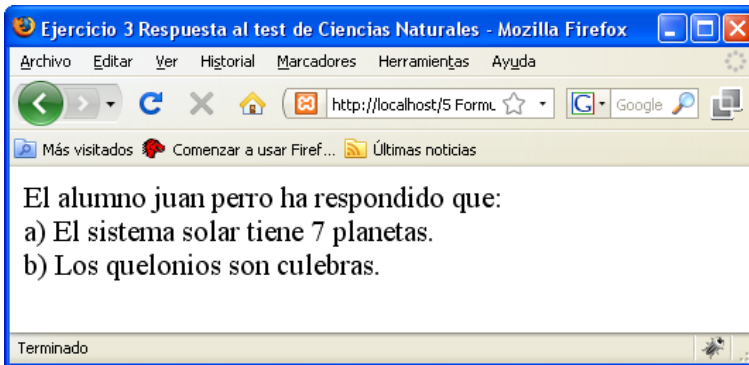 Ejercicio 3 Respuesta al test de Ciencias Naturales - Mozilla Firefox
Archivo Editar Ver Historial Marcadores Herramientas Ayuda
http://localhost/5 Formu G Google
Más visitados Comenzar a usar Firef... Últimas noticias
El alumno juan perro ha respondido que:
a) El sistema solar tiene 7 planetas.
b) Los quelonios son culebras.
Terminado